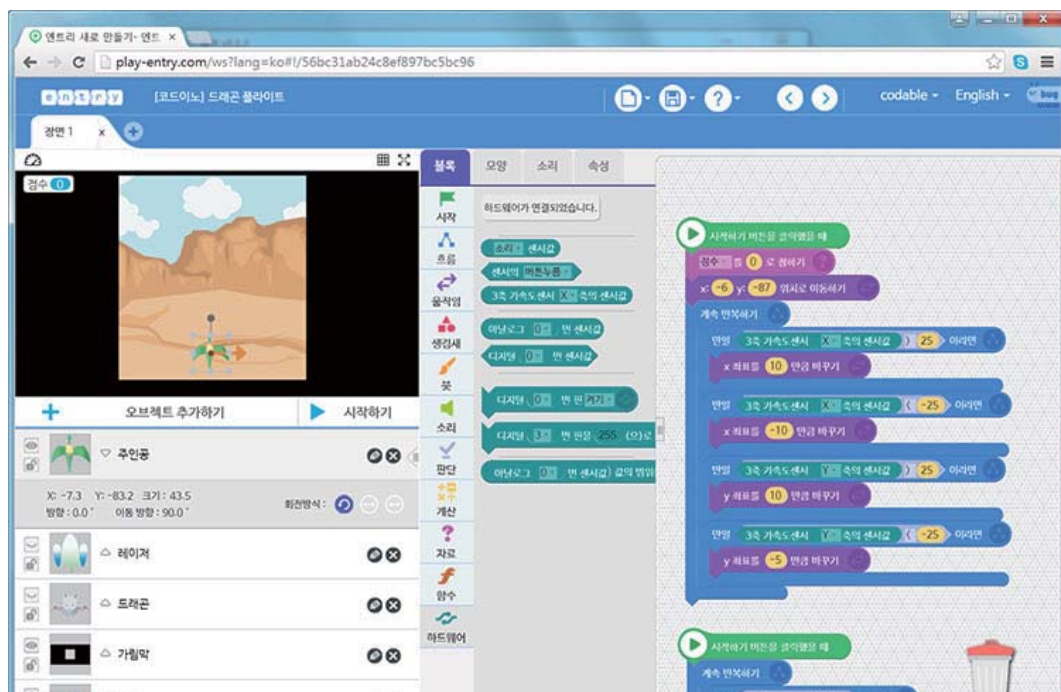 엔트리 새로 만들기- 엔트 ×
play-entry.com/ws?lang=ko#!/56bc31ab24c8ef897bc5bc96
entry [코드이노] 드래곤 플라이트 codable English
장면 1 x
점수 0
오브젝트 추가하기 시작하기
주인공
X: -7.3 Y: -83.2 크기 : 43.5
방향 : 0.0° 이동 방향 : 90.0° 회전방식 :
레이저
드래곤
가림막
블록 모양 소리 속성
시작
흐름
움직임
생김새
붓
소리
판단
계산
자료
함수
하드웨어
하드웨어가 연결되었습니다.
소리 센서값
센서의 버튼누름
3축 가속도센서 X 축의 센서값
아날로그 0 번 센서값
디지털 0 번 센서값
디지털 0 번 핀 켜기
디지털 3 번 핀을 255 (으)로
아날로그 0 번 센서값 값의 범위
시작하기 버튼을 클릭했을 때
점수 를 0 로 정하기
x: -6 y: -87 위치로 이동하기
계속 반복하기
만일 3축 가속도센서 X 축의 센서값 > 25 이라면
x 좌표를 10 만큼 바꾸기
만일 3축 가속도센서 X 축의 센서값 < -25 이라면
x 좌표를 -10 만큼 바꾸기
만일 3축 가속도센서 Y 축의 센서값 > 25 이라면
y 좌표를 10 만큼 바꾸기
만일 3축 가속도센서 Y 축의 센서값 < -25 이라면
y 좌표를 -5 만큼 바꾸기
시작하기 버튼을 클릭했을 때
계속 반복하기